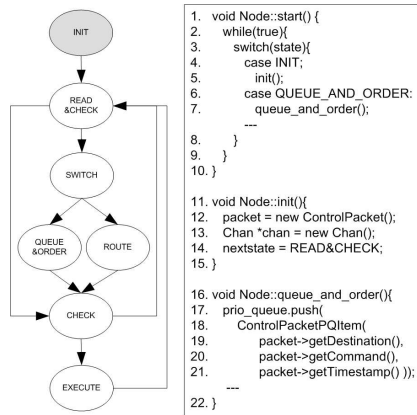 INIT
READ
&CHECK
SWITCH
QUEUE
&ORDER
ROUTE
CHECK
EXECUTE
1. void Node::start() {
2. while(true){
3. switch(state){
4. case INIT;
5. init();
6. case QUEUE_AND_ORDER:
7. queue_and_order();
---
8. }
9. }
10. }
11. void Node::init(){
12. packet = new ControlPacket();
13. Chan *chan = new Chan();
14. nextstate = READ&CHECK;
15. }
16. void Node::queue_and_order(){
17. prio_queue.push(
18. ControlPacketPQItem(
19. packet->getDestination(),
20. packet->getCommand(),
21. packet->getTimestamp() ));
---
22. }